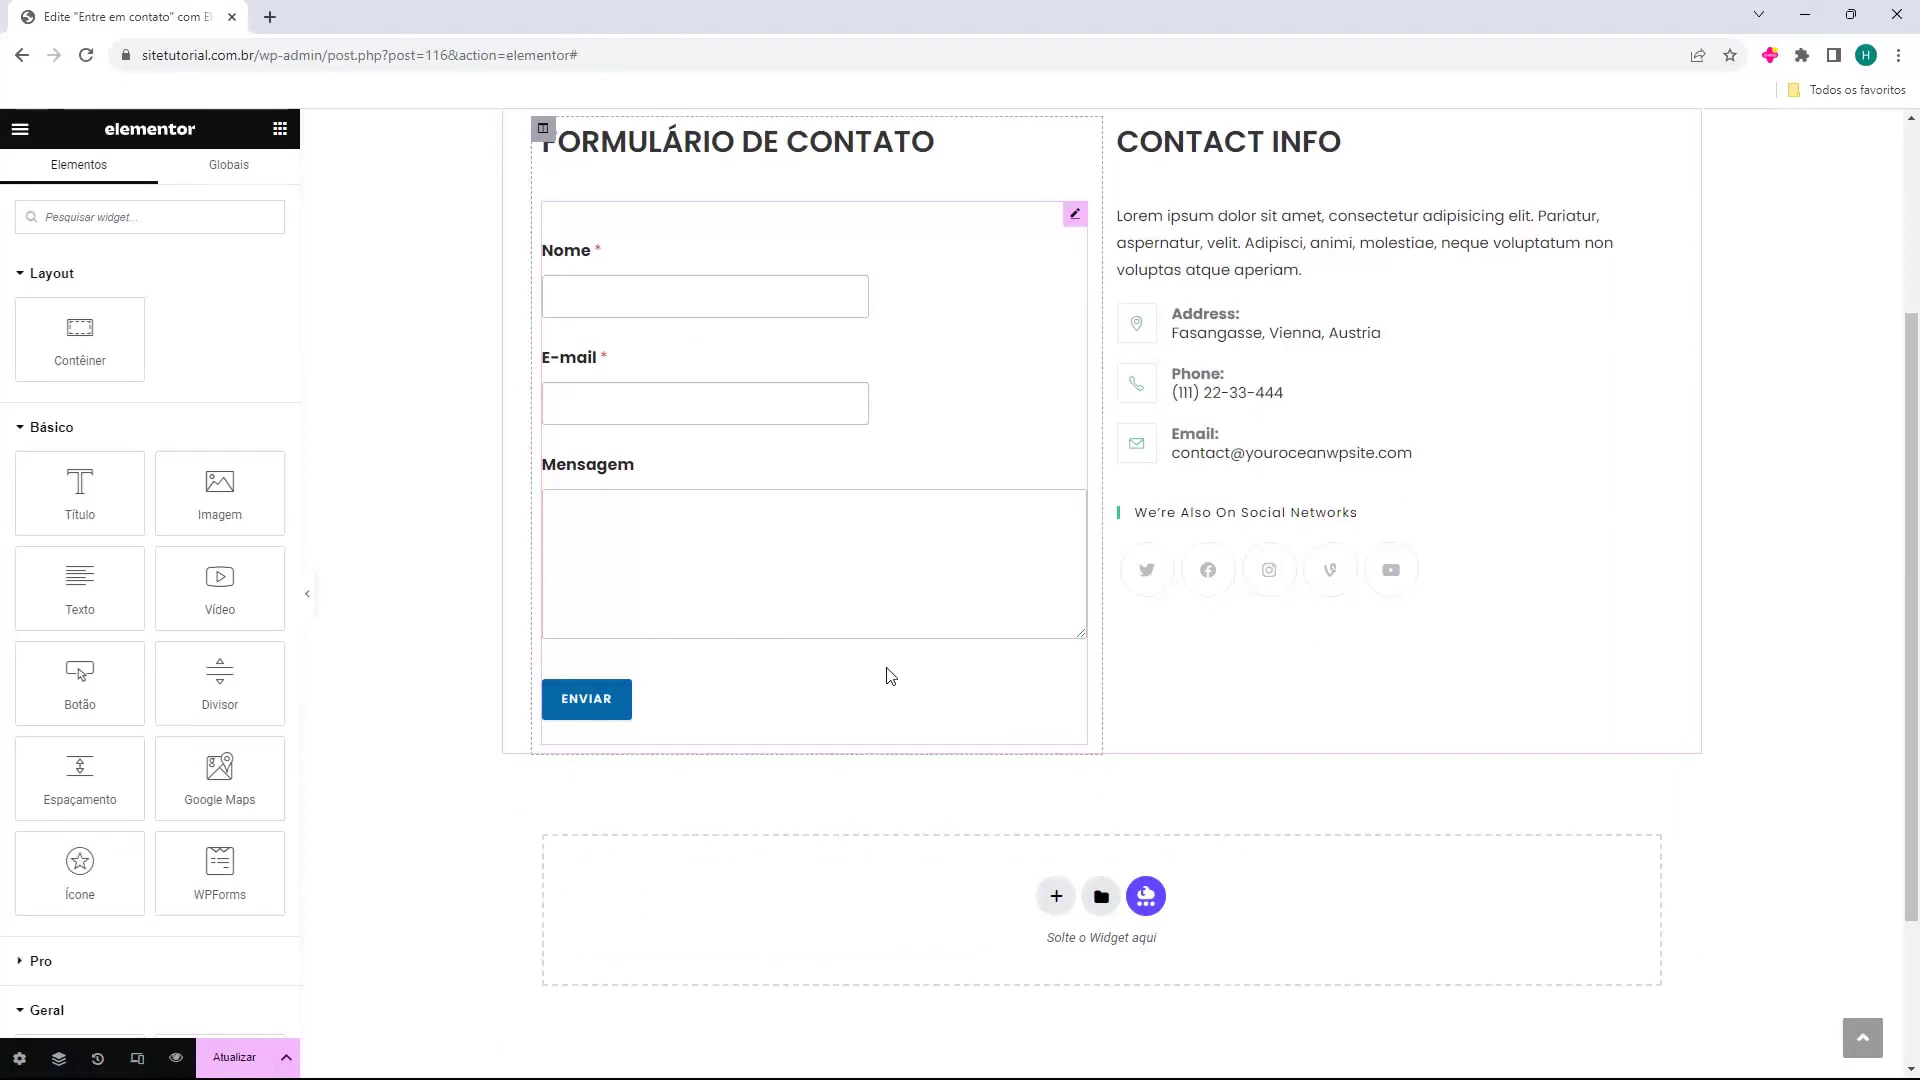 Edite "Entre em contato" com El
sitetutorial.com.br/wp-admin/post.php?post=116&action=elementor#
H
Todos os favoritos
elementor
Elementos
Globais
Pesquisar widget...
Layout
Contêiner
Básico
Título
Imagem
Texto
Vídeo
Botão
Divisor
Espaçamento
Google Maps
Ícone
WPForms
Pro
Geral
Atualizar
FORMULÁRIO DE CONTATO
Nome *
E-mail *
Mensagem
ENVIAR
CONTACT INFO
Lorem ipsum dolor sit amet, consectetur adipisicing elit. Pariatur,
aspernatur, velit. Adipisci, animi, molestiae, neque voluptatum non
voluptas atque aperiam.
Address:
Fasangasse, Vienna, Austria
Phone:
(111) 22-33-444
Email:
contact@youroceanwpsite.com
We're Also On Social Networks
Solte o Widget aqui